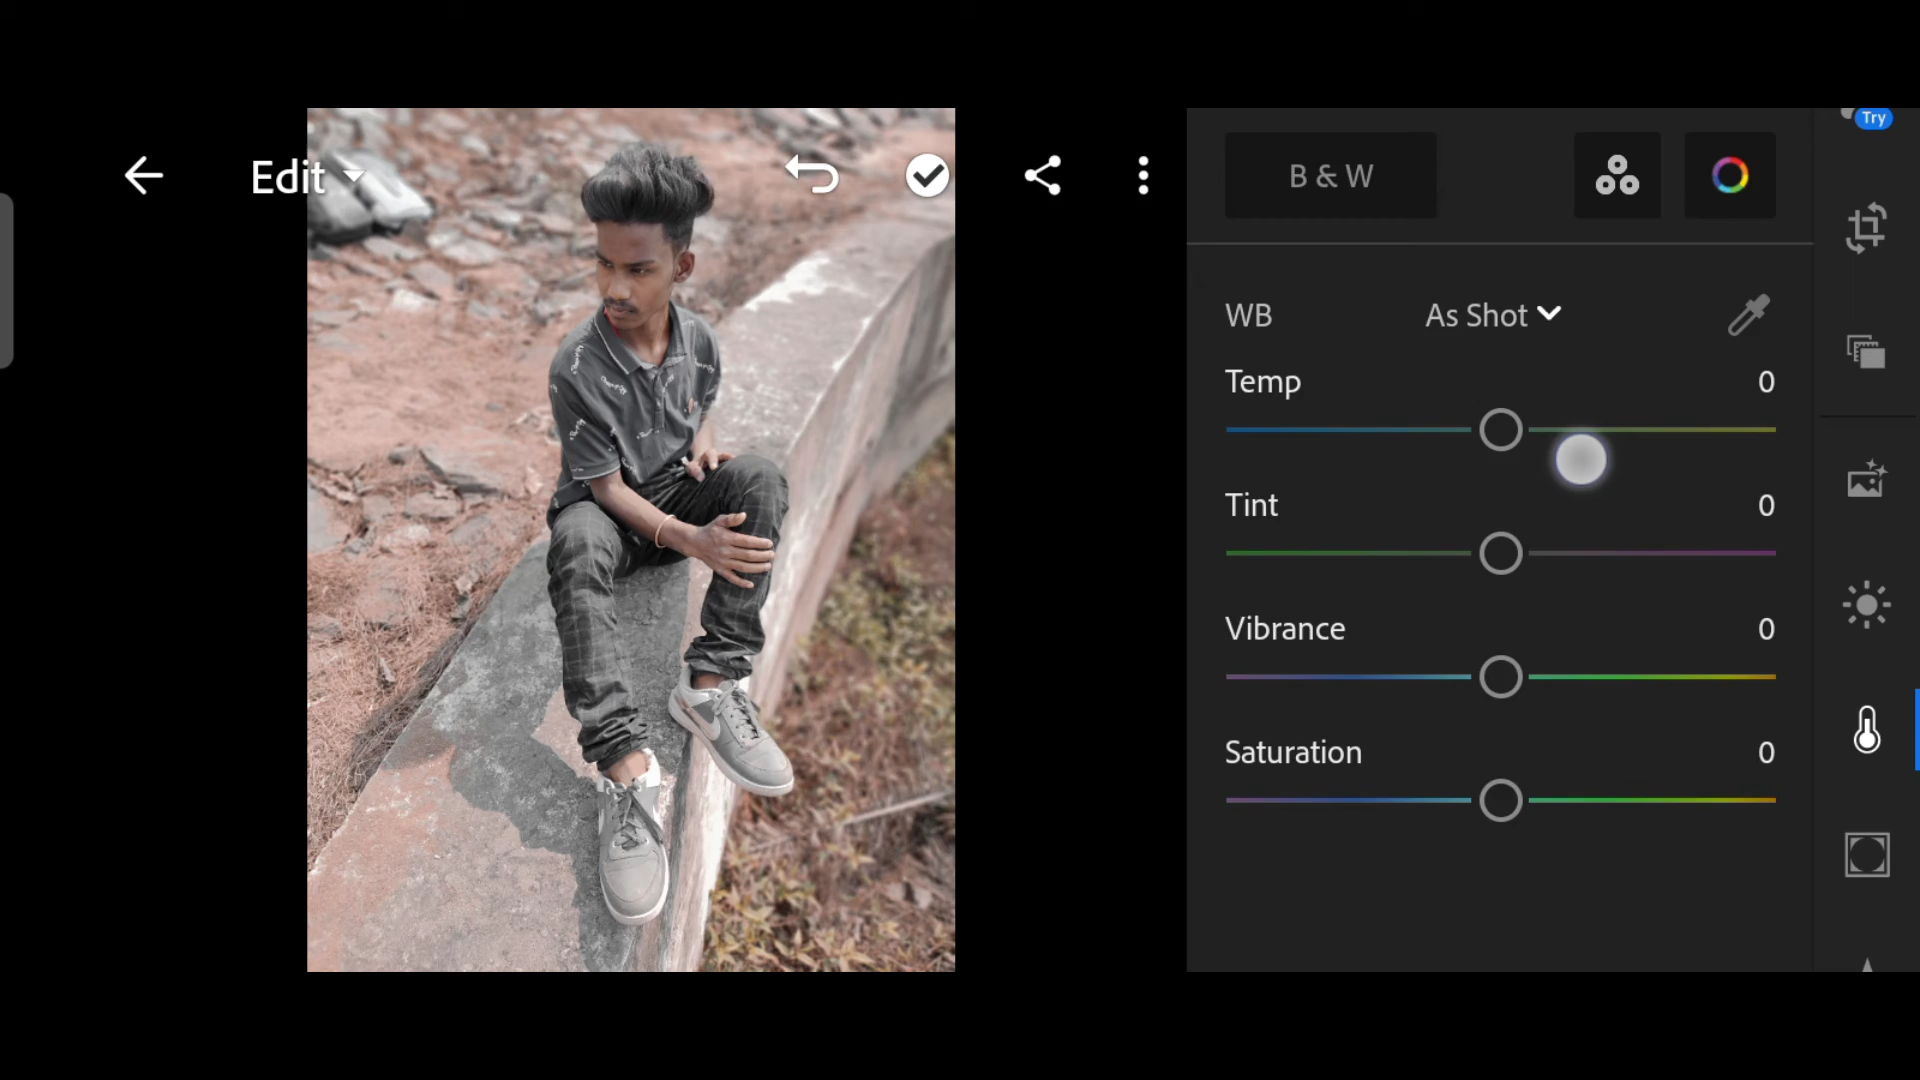 Try
Edit
B & W
WB As Shot
Temp 0
Tint 0
Vibrance 0
Saturation 0